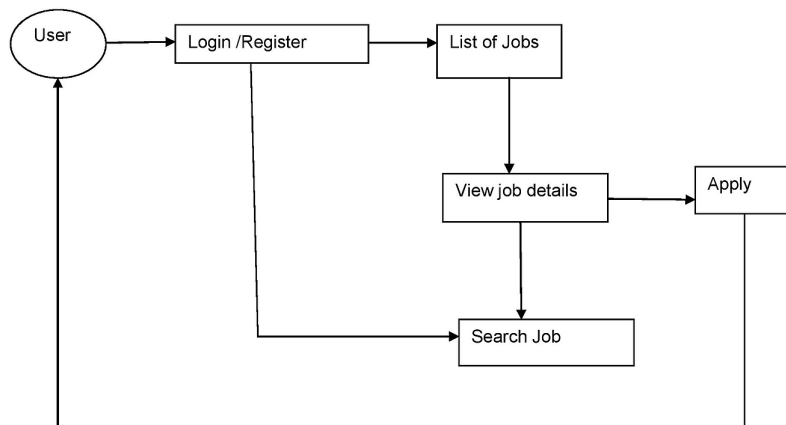 User
Login /Register
List of Jobs
View job details
Apply
Search Job